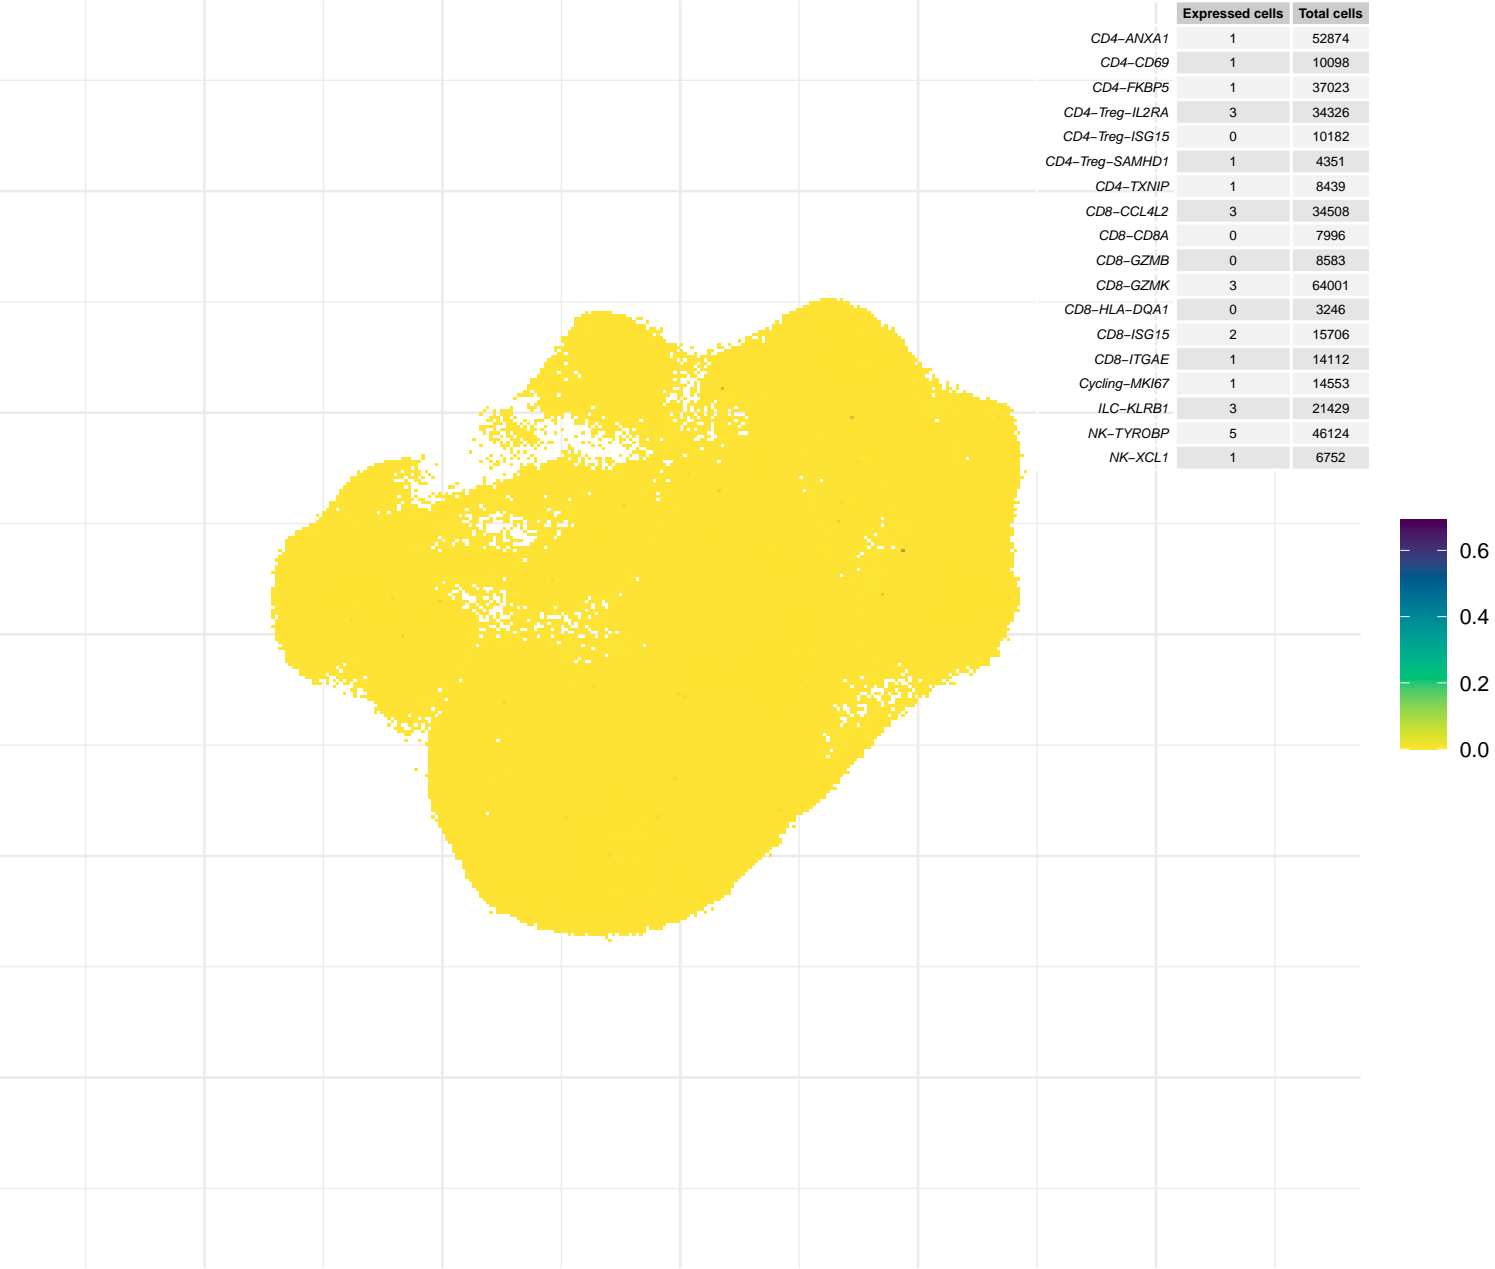 Expressed cells Total cells
CD4−ANXA1 1 52874
CD4−CD69 1 10098
CD4−FKBP5 1 37023
CD4−Treg−IL2RA 3 34326
CD4−Treg−ISG15 0 10182
CD4−Treg−SAMHD1 1 4351
CD4−TXNIP 1 8439
CD8−CCL4L2 3 34508
CD8−CD8A 0 7996
CD8−GZMB 0 8583
CD8−GZMK 3 64001
CD8−HLA−DQA1 0 3246
CD8−ISG15 2 15706
CD8−ITGAE 1 14112
Cycling−MKI67 1 14553
ILC−KLRB1 3 21429
NK−TYROBP 5 46124
NK−XCL1 1 6752
0.6
0.4
0.2
0.0